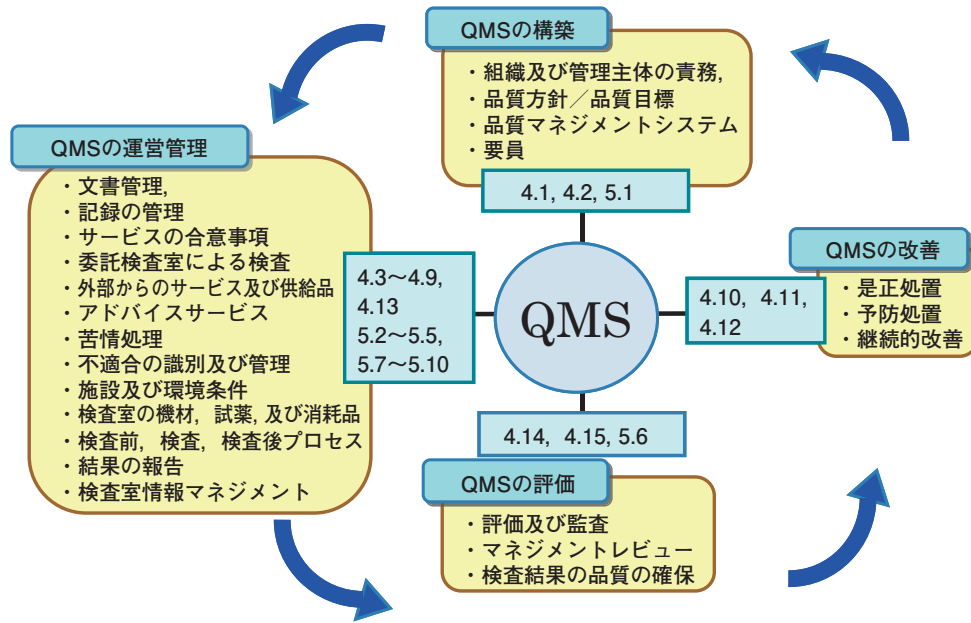 QMSの構築
・組織及び管理主体の責務,
・品質方針／品質目標
・品質マネジメントシステム
・要員
4.1, 4.2, 5.1
QMSの運営管理
・文書管理,
・記録の管理
・サービスの合意事項
・委託検査室による検査
・外部からのサービス及び供給品
・アドバイスサービス
・苦情処理
・不適合の識別及び管理
・施設及び環境条件
・検査室の機材, 試薬, 及び消耗品
・検査前, 検査, 検査後プロセス
・結果の報告
・検査室情報マネジメント
4.3～4.9,
4.13
5.2～5.5,
5.7～5.10
QMS
4.10, 4.11,
4.12
QMSの改善
・是正処置
・予防処置
・継続的改善
4.14, 4.15, 5.6
QMSの評価
・評価及び監査
・マネジメントレビュー
・検査結果の品質の確保